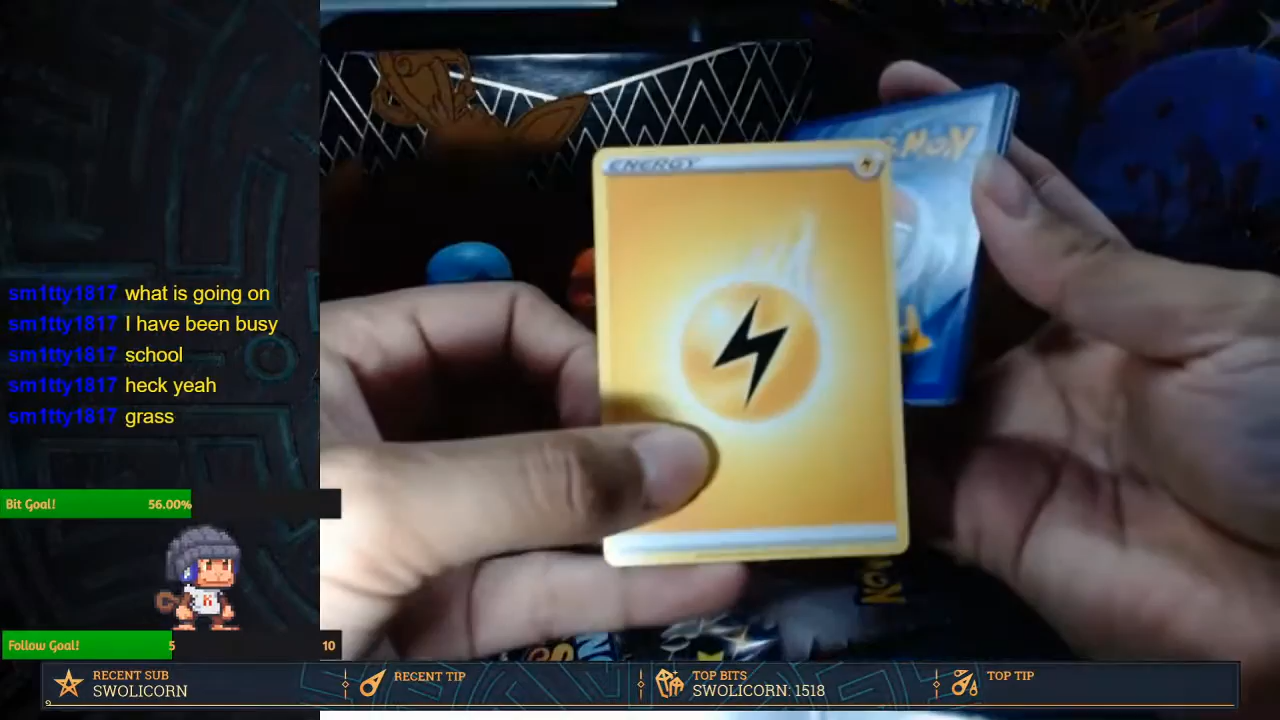 ENERGY
sm1tty1817 what is going on
sm1tty1817 I have been busy
sm1tty1817 school
sm1tty1817 heck yeah
sm1tty1817 grass
Bit Goal! 56.00%
Follow Goal! 5 10
RECENT SUB
SWOLICORN
RECENT TIP
TOP BITS
SWOLICORN: 1518
TOP TIP